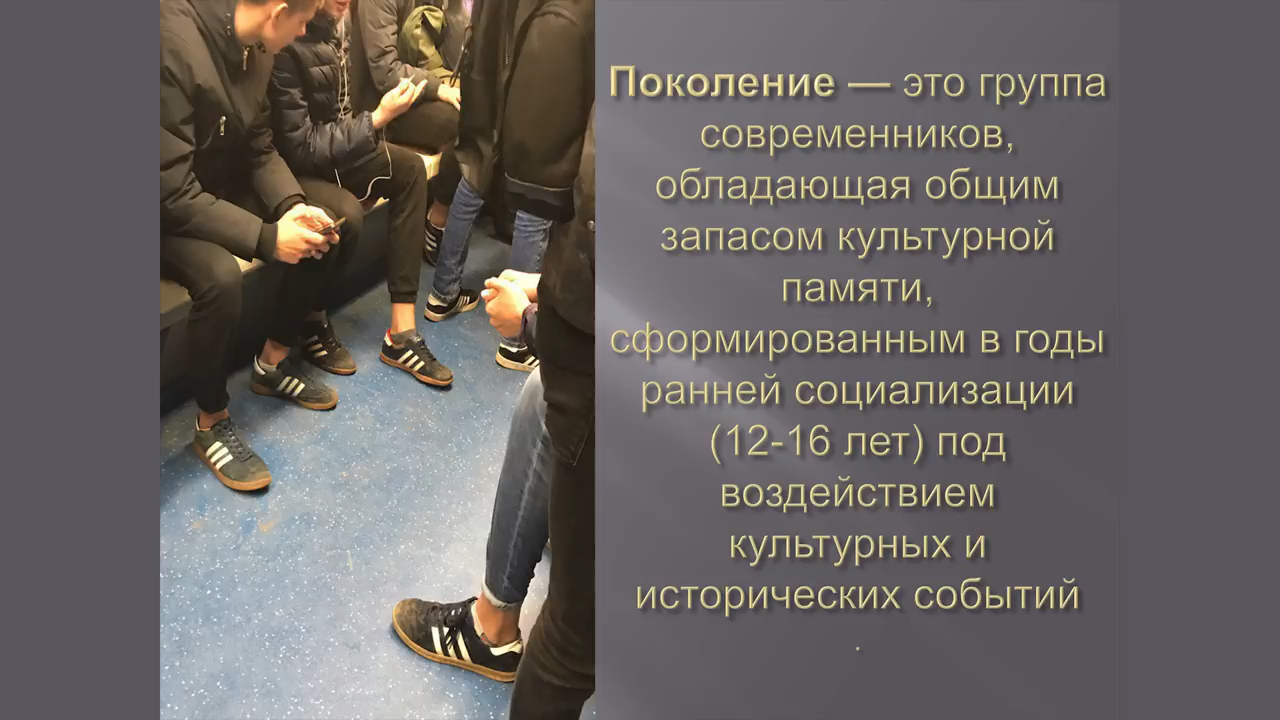 Поколение — это группа
современников,
обладающая общим
запасом культурной
памяти,
сформированным в годы
ранней социализации
(12-16 лет) под
воздействием
культурных и
исторических событий
.